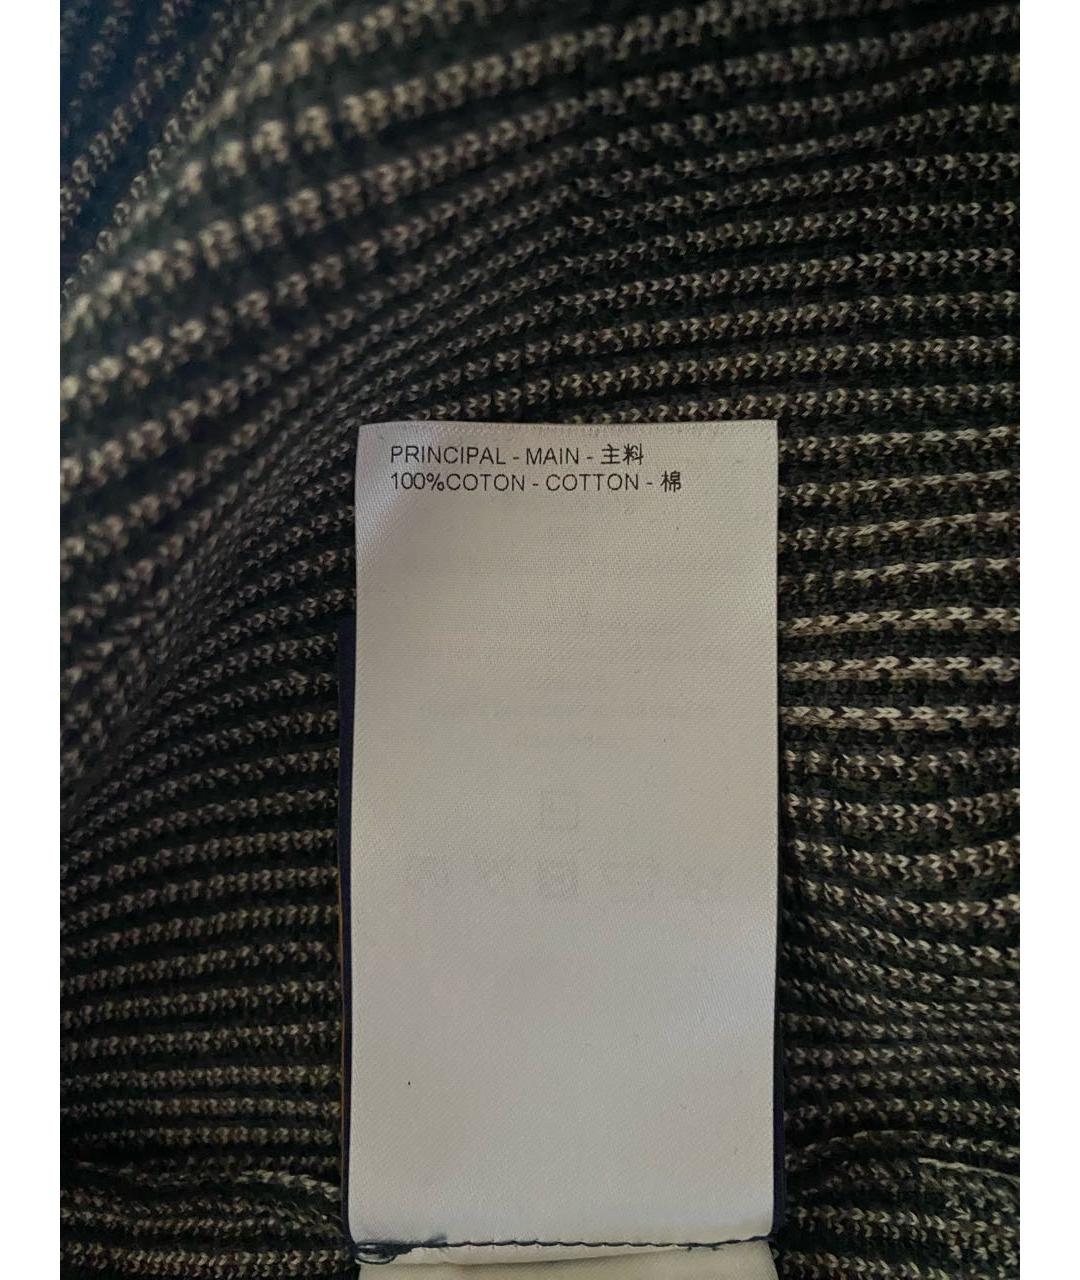 PRINCIPAL - MAIN - 主料
100%COTON - COTTON - 棉